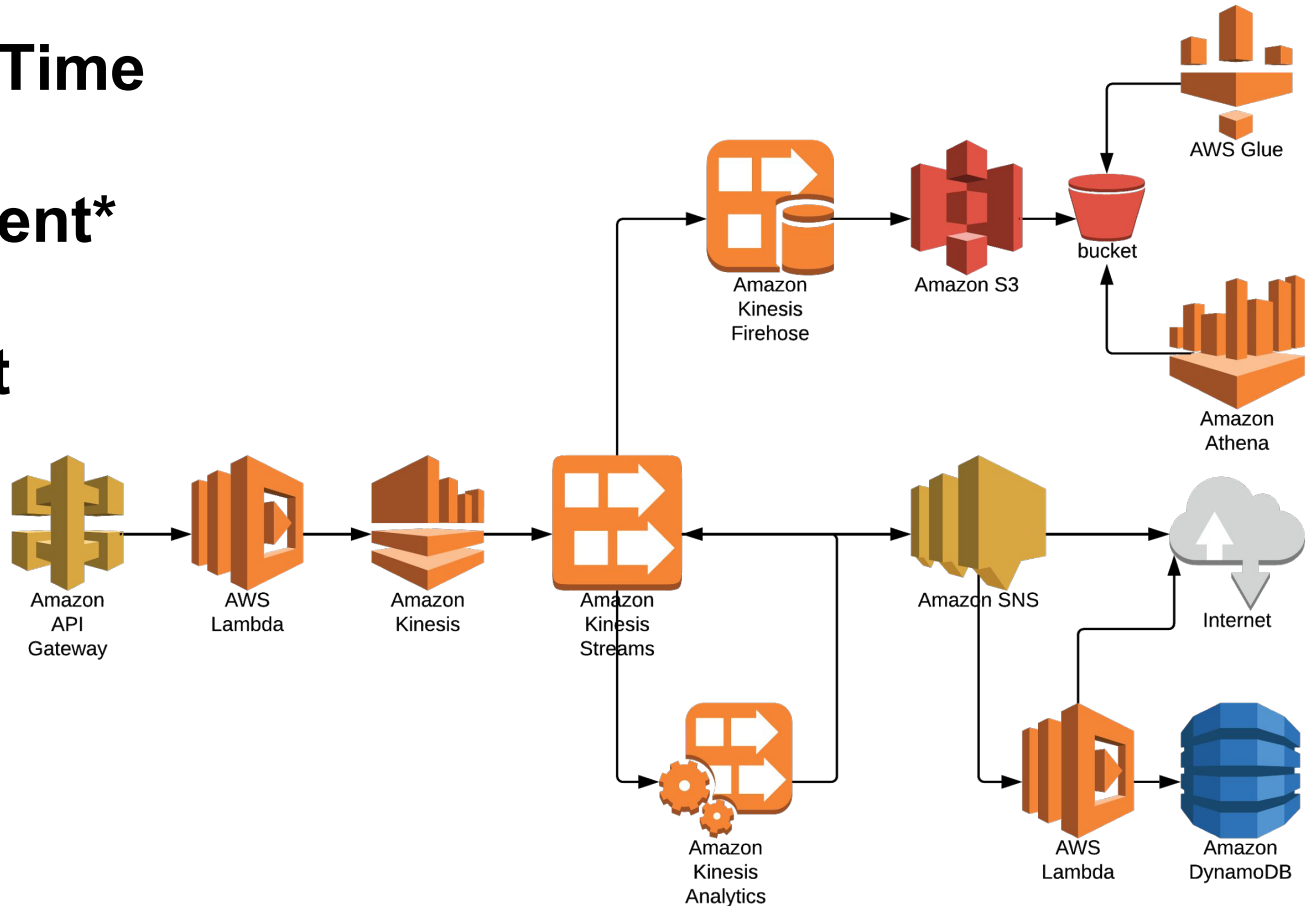 Time
ent*
t
AWS Glue
bucket
Amazon
Kinesis
Firehose
Amazon S3
Amazon
Athena
Amazon
API
Gateway
AWS
Lambda
Amazon
Kinesis
Amazon
Kinesis
Streams
Amazon SNS
Internet
Amazon
Kinesis
Analytics
AWS
Lambda
Amazon
DynamoDB